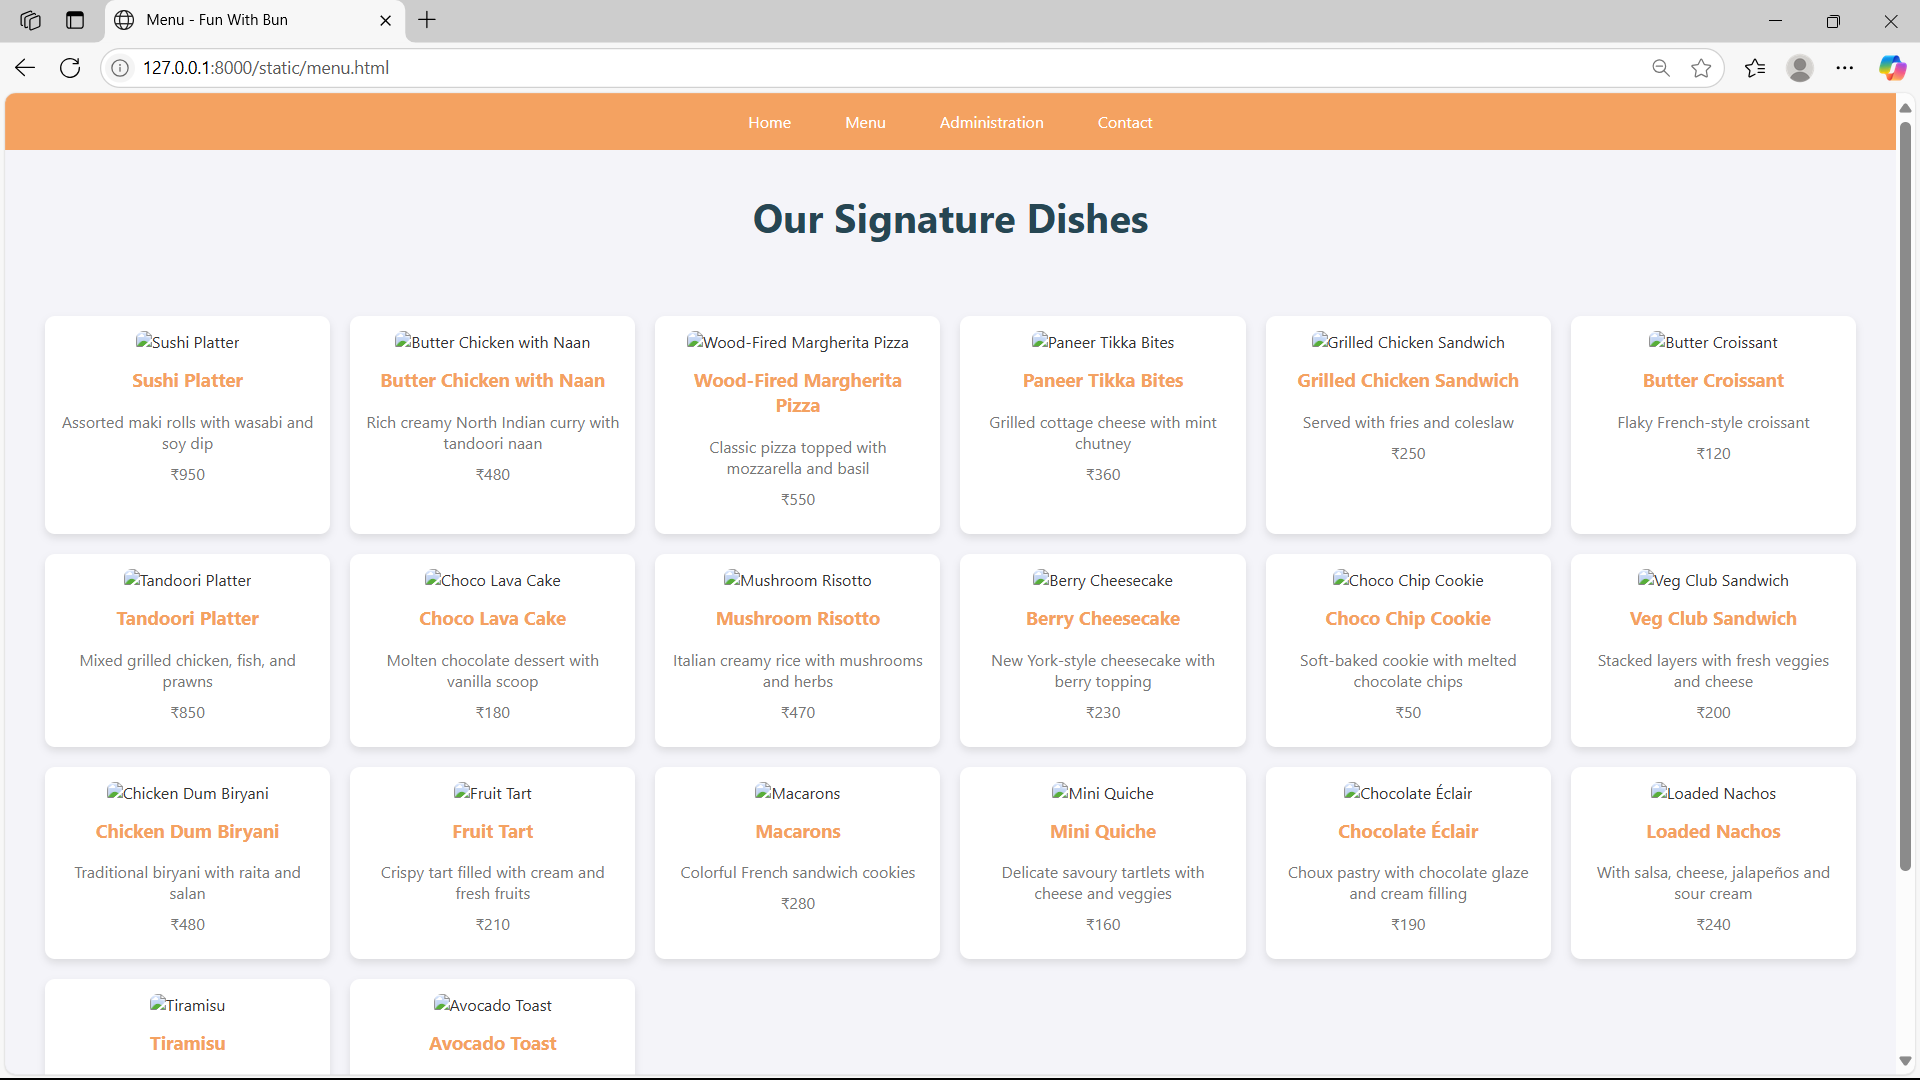 Menu - Fun With Bun
127.0.0.1:8000/static/menu.html
Home Menu Administration Contact
Our Signature Dishes
Sushi Platter
Sushi Platter
Assorted maki rolls with wasabi and
soy dip
₹950
Butter Chicken with Naan
Butter Chicken with Naan
Rich creamy North Indian curry with
tandoori naan
₹480
Wood-Fired Margherita Pizza
Wood-Fired Margherita
Pizza
Classic pizza topped with
mozzarella and basil
₹550
Paneer Tikka Bites
Paneer Tikka Bites
Grilled cottage cheese with mint
chutney
₹360
Grilled Chicken Sandwich
Grilled Chicken Sandwich
Served with fries and coleslaw
₹250
Butter Croissant
Butter Croissant
Flaky French-style croissant
₹120
Tandoori Platter
Tandoori Platter
Mixed grilled chicken, fish, and
prawns
₹850
Choco Lava Cake
Choco Lava Cake
Molten chocolate dessert with
vanilla scoop
₹180
Mushroom Risotto
Mushroom Risotto
Italian creamy rice with mushrooms
and herbs
₹470
Berry Cheesecake
Berry Cheesecake
New York-style cheesecake with
berry topping
₹230
Choco Chip Cookie
Choco Chip Cookie
Soft-baked cookie with melted
chocolate chips
₹50
Veg Club Sandwich
Veg Club Sandwich
Stacked layers with fresh veggies
and cheese
₹200
Chicken Dum Biryani
Chicken Dum Biryani
Traditional biryani with raita and
salan
₹480
Fruit Tart
Fruit Tart
Crispy tart filled with cream and
fresh fruits
₹210
Macarons
Macarons
Colorful French sandwich cookies
₹280
Mini Quiche
Mini Quiche
Delicate savoury tartlets with
cheese and veggies
₹160
Chocolate Éclair
Chocolate Éclair
Choux pastry with chocolate glaze
and cream filling
₹190
Loaded Nachos
Loaded Nachos
With salsa, cheese, jalapeños and
sour cream
₹240
Tiramisu
Tiramisu
Avocado Toast
Avocado Toast